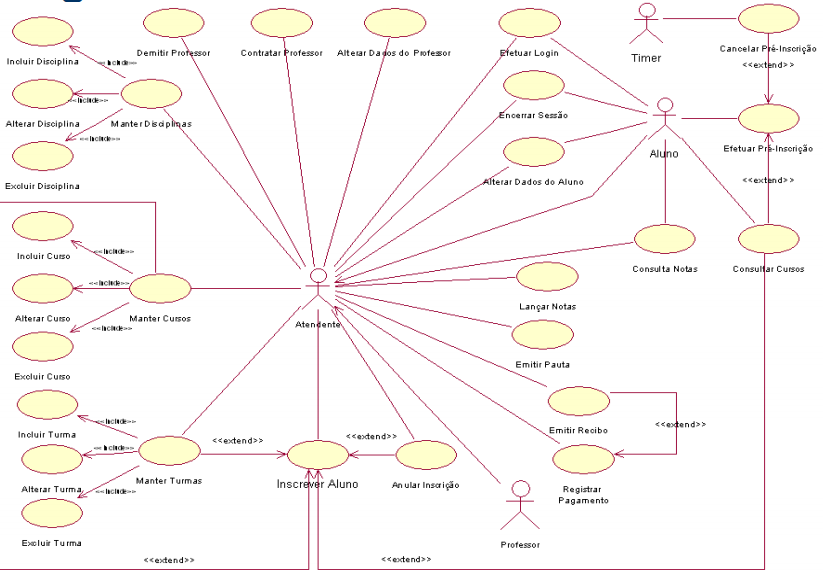 Demitir Professor
Contratar Professor
Alterar Dados do Professor
Efetuar Login
Timer
Cancelar Pré-Inscrição
<<extend>>
Incluir Disciplina
<<Include>>
Encerrar Sessão
Aluno
Efetuar Pré-Inscrição
<<Include>>
Alterar Disciplina
Manter Disciplinas
<<Include>>
Excluir Disciplina
Alterar Dados do Aluno
<<extend>>
Incluir Curso
<<Include>>
Consulta Notas
Consultar Cursos
<<Include>>
Alterar Curso
Manter Cursos
Atendente
Lançar Notas
<<Include>>
Excluir Curso
Emitir Pauta
Emitir Recibo
<<extend>>
Incluir Turma
<<Include>>
<<extend>>
<<extend>>
Alterar Turma
Manter Turmas
Inscrever Aluno
Anular Inscrição
Registrar
Pagamento
<<Include>>
Excluir Turma
Professor
<<extend>>
<<extend>>